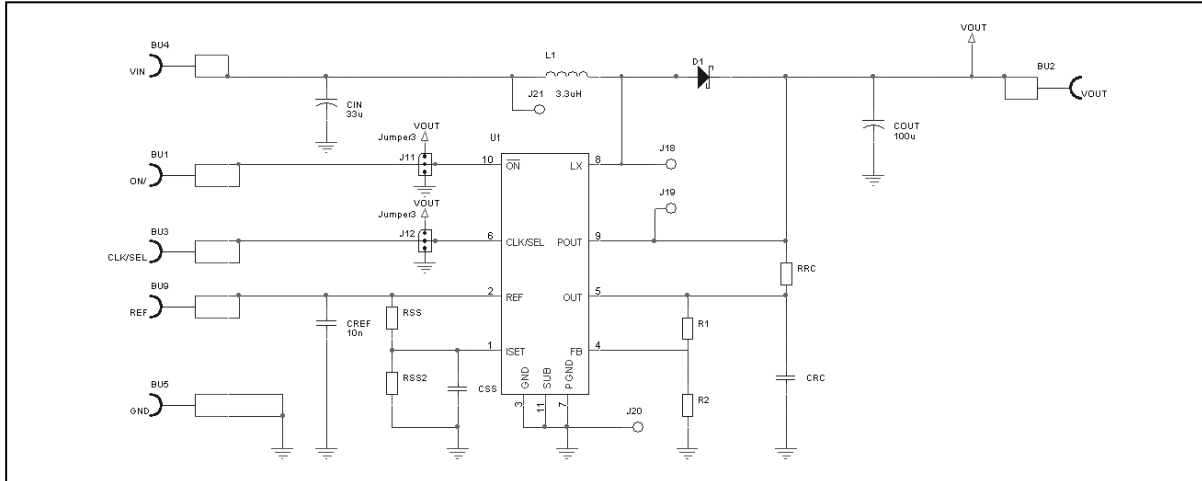 VOUT
BU4
VIN
L1
3.3uH
D1
BU2
VOUT
J21
CIN
33u
COUT
100u
VOUT
Jumper3
U1
BU1
ON/
J11
10
ON
LX
8
J18
VOUT
Jumper3
J19
BU3
CLK/SEL
J12
6
CLK/SEL
POUT
9
RRC
BU9
REF
2
REF
OUT
5
CREF
10n
RSS
R1
1
ISET
FB
4
RSS2
CSS
GND
SUB
PGND
3
11
7
CRC
R2
BU5
GND
J20